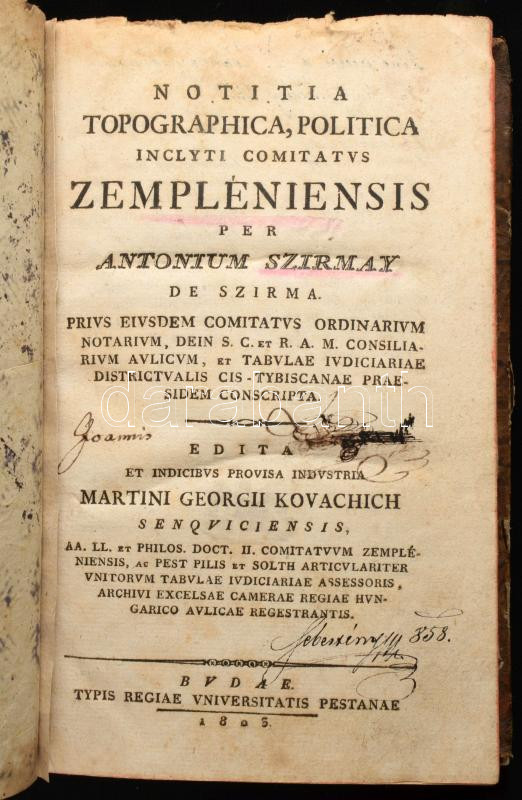 NOTITIA
TOPOGRAPHICA, POLITICA
INCLYTI COMITATVS
ZEMPLÉNIENSIS
PER
ANTONIUM SZIRMAY
DE SZIRMA.
PRIVS EIVSDEM COMITATVS ORDINARIVM
NOTARIVM, DEIN S. C. ET R. A. M. CONSILIA-
RIVM AVLICVM, ET TABVLAE IVDICIARIAE
DISTRICTVALIS CIS-TYBISCANAE PRAE-
SIDEM CONSCRIPTA.
darabanth
Joannis
EDITA
ET INDICIBVS PROVISA INDVSTRIA
MARTINI GEORGII KOVACHICH
SENQVICIENSIS,
AA. LL. ET PHILOS. DOCT. II. COMITATVVM ZEMPLÉ-
NIENSIS, AC PEST PILIS ET SOLTH ARTICVLARITER
VNITORVM TABVLAE IVDICIARIAE ASSESSORIS,
ARCHIVI EXCELSAE CAMERAE REGIAE HVN-
GARICO AVLICAE REGESTRANTIS.
Sebestény 858.
BVDAE.
TYPIS REGIAE VNIVERSITATIS PESTANAE
1803.